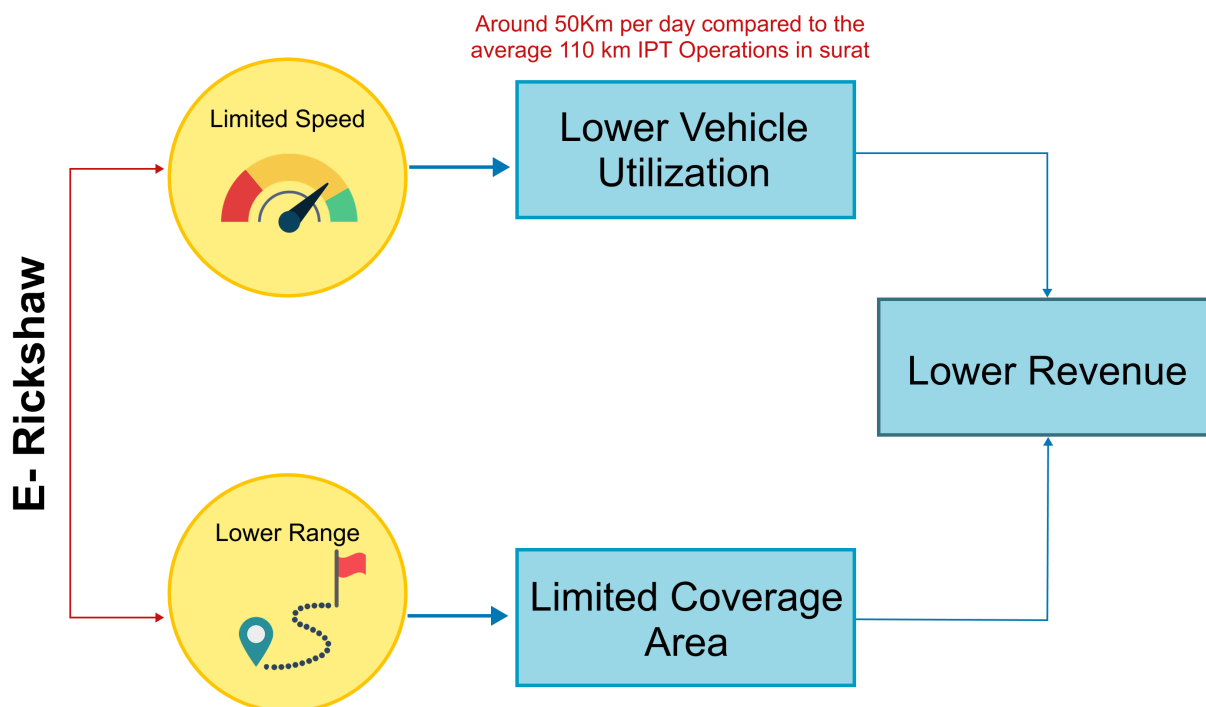 Around 50Km per day compared to the
average 110 km IPT Operations in surat
Limited Speed
Lower Vehicle
Utilization
E- Rickshaw
Lower Revenue
Lower Range
Limited Coverage
Area